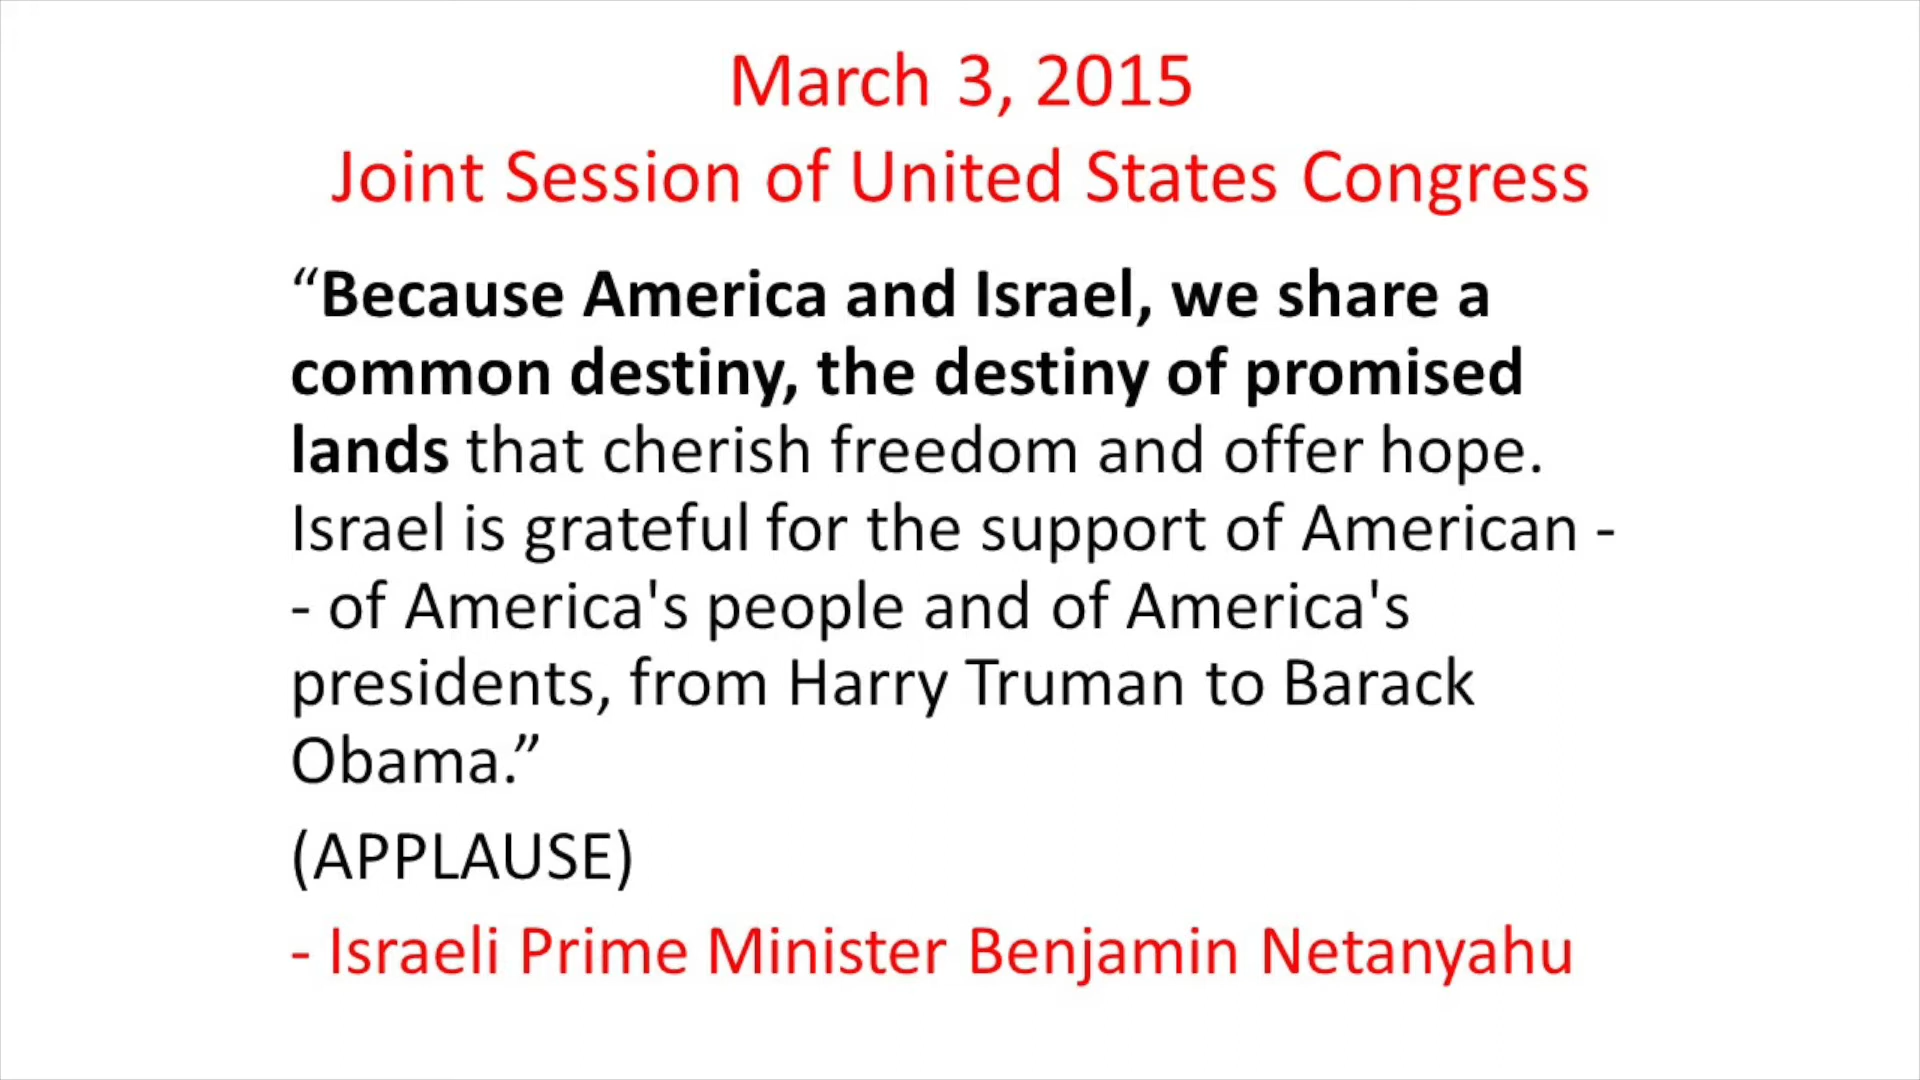 March 3, 2015
Joint Session of United States Congress
“Because America and Israel, we share a
common destiny, the destiny of promised
lands that cherish freedom and offer hope.
Israel is grateful for the support of American -
- of America's people and of America's
presidents, from Harry Truman to Barack
Obama.”
(APPLAUSE)
- Israeli Prime Minister Benjamin Netanyahu